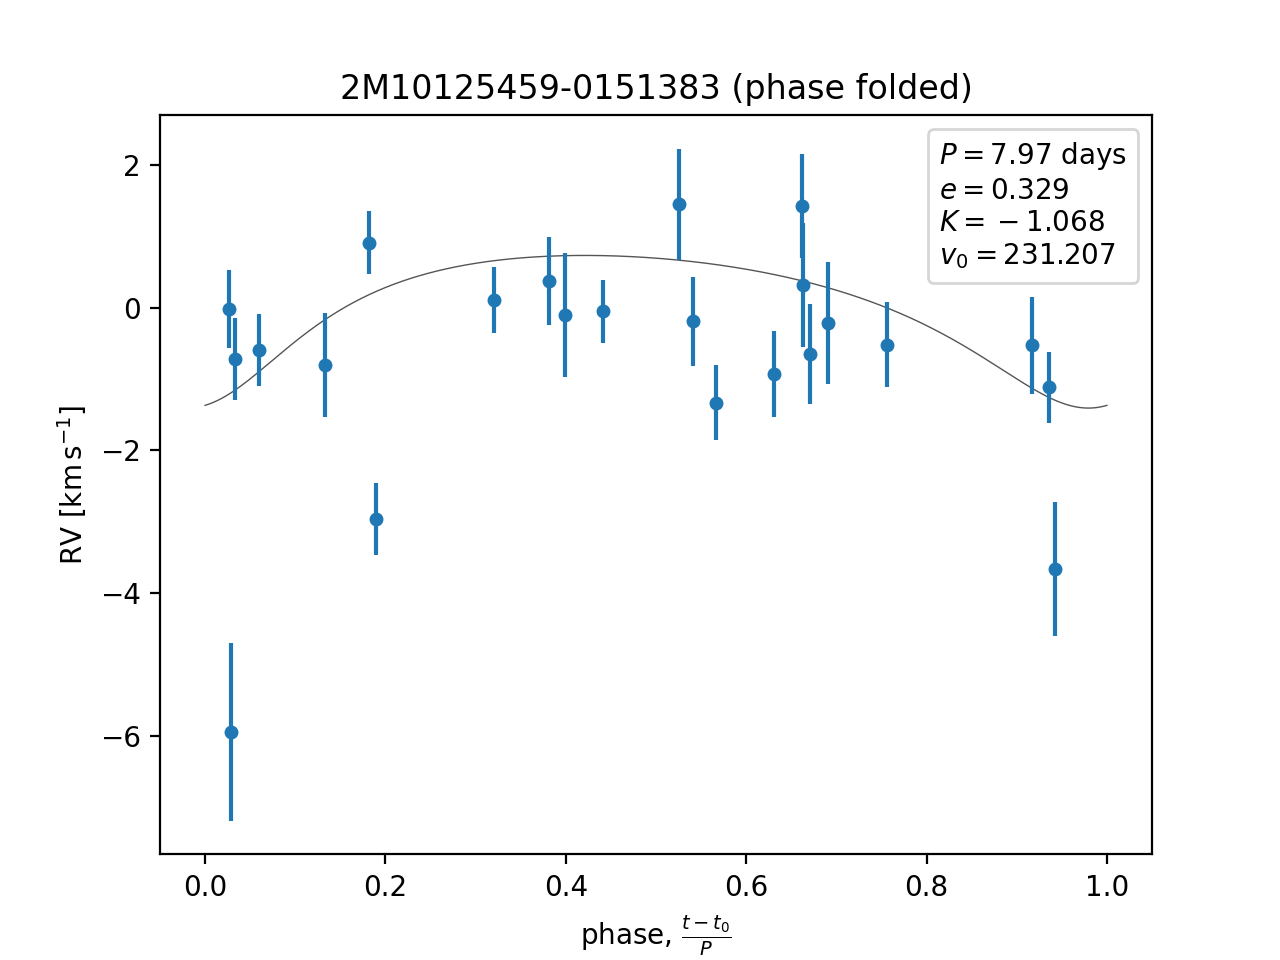 2M10125459-0151383 (phase folded)
P = 7.97 days
e = 0.329
K = −1.068
v₀ = 231.207
RV [km s⁻¹]
2
0
−2
−4
−6
0.0 0.2 0.4 0.6 0.8 1.0
phase, (t − t₀)/P